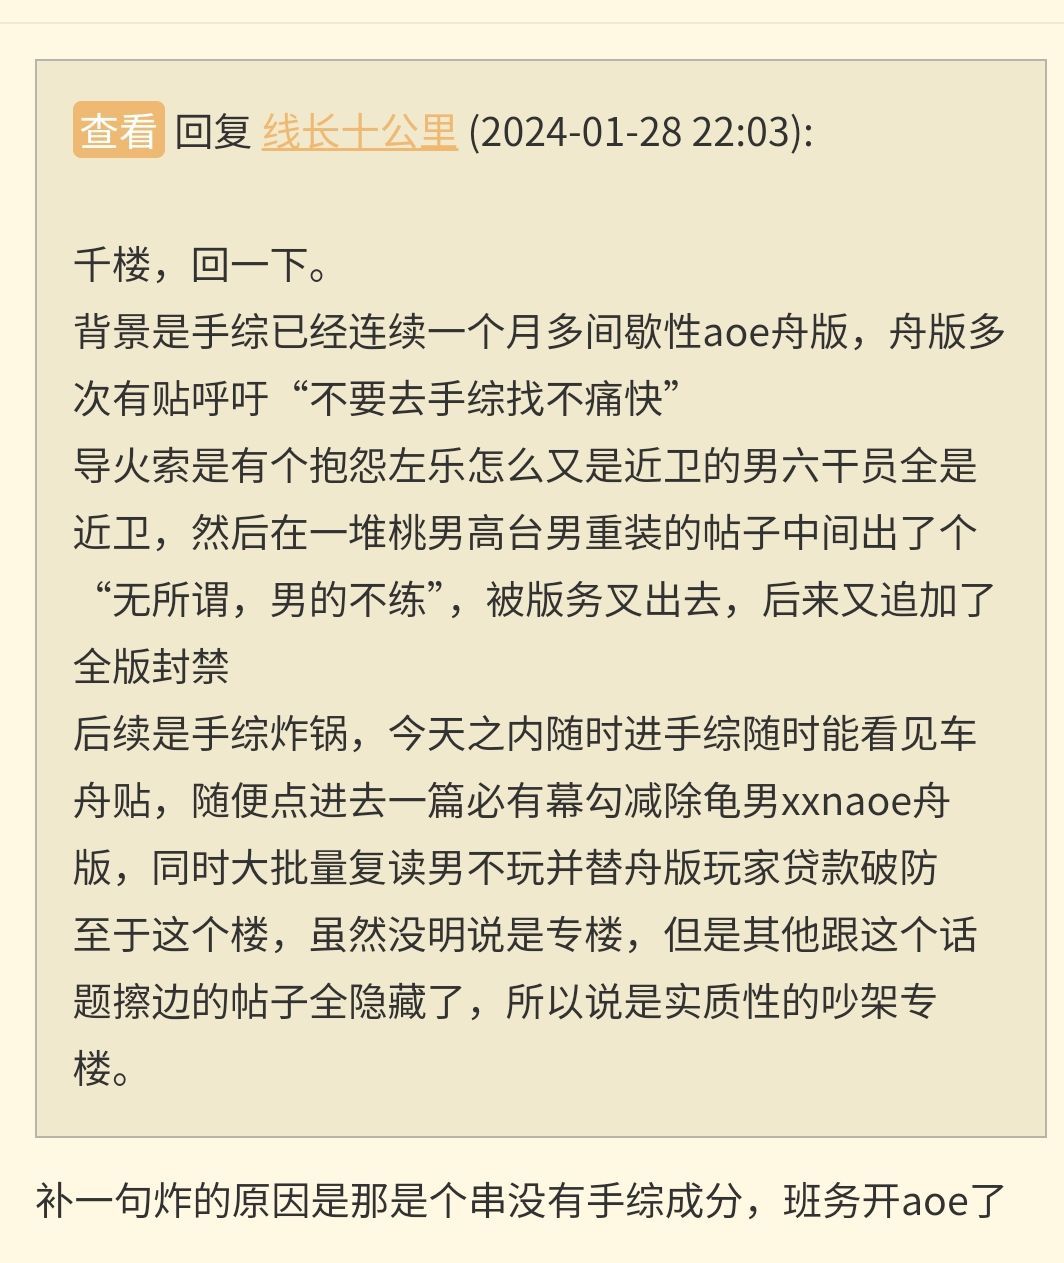 查看 回复 线长十公里 (2024-01-28 22:03):
千楼，回一下。
背景是手综已经连续一个月多间歇性aoe舟版，舟版多
次有贴呼吁“不要去手综找不痛快”
导火索是有个抱怨左乐怎么又是近卫的男六干员全是
近卫，然后在一堆桃男高台男重装的帖子中间出了个
“无所谓，男的不练”，被版务叉出去，后来又追加了
全版封禁
后续是手综炸锅，今天之内随时进手综随时能看见车
舟贴，随便点进去一篇必有幕勾减除龟男xxnaoe舟
版，同时大批量复读男不玩并替舟版玩家贷款破防
至于这个楼，虽然没明说是专楼，但是其他跟这个话
题擦边的帖子全隐藏了，所以说是实质性的吵架专
楼。
补一句炸的原因是那是个串没有手综成分，班务开aoe了